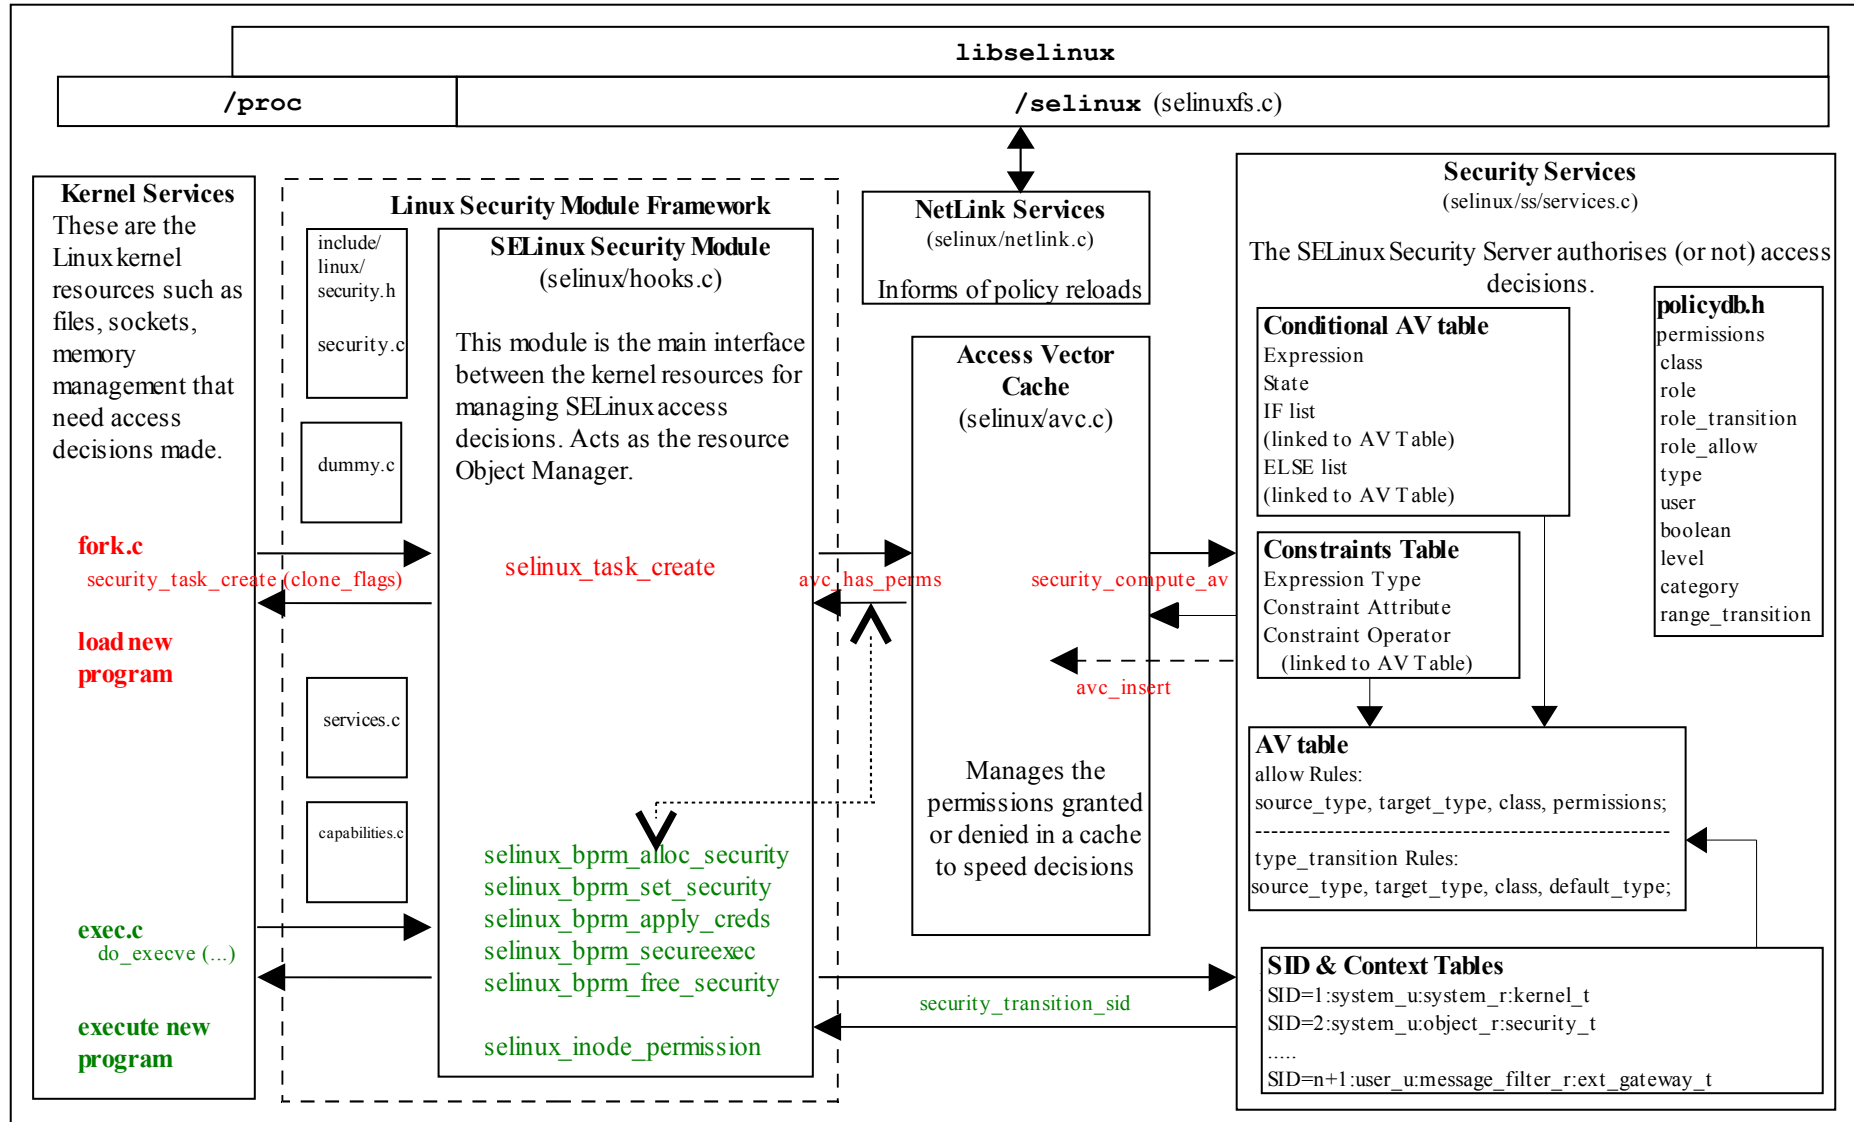 libselinux
/proc
/selinux (selinuxfs.c)
Kernel Services
These are the
Linux kernel
resources such as
files, sockets,
memory
management that
need access
decisions made.
fork.c
security_task_create (clone_flags)
load new
program
exec.c
do_execve (...)
execute new
program
Linux Security Module Framework
include/
linux/
security.h
security.c
dummy.c
services.c
capabilities.c
SELinux Security Module
(selinux/hooks.c)
This module is the main interface
between the kernel resources for
managing SELinux access
decisions. Acts as the resource
Object Manager.
selinux_task_create
selinux_bprm_alloc_security
selinux_bprm_set_security
selinux_bprm_apply_creds
selinux_bprm_secureexec
selinux_bprm_free_security
selinux_inode_permission
avc_has_perms
NetLink Services
(selinux/netlink.c)
Informs of policy reloads
Access Vector
Cache
(selinux/avc.c)
security_compute_av
avc_insert
Manages the
permissions granted
or denied in a cache
to speed decisions
security_transition_sid
Security Services
(selinux/ss/services.c)
The SELinux Security Server authorises (or not) access
decisions.
Conditional AV table
Expression
State
IF list
(linked to AV Table)
ELSE list
(linked to AV Table)
policydb.h
permissions
class
role
role_transition
role_allow
type
user
boolean
level
category
range_transition
Constraints Table
Expression Type
Constraint Attribute
Constraint Operator
(linked to AV Table)
AV table
allow Rules:
source_type, target_type, class, permissions;
type_transition Rules:
source_type, target_type, class, default_type;
SID & Context Tables
SID=1:system_u:system_r:kernel_t
SID=2:system_u:object_r:security_t
.....
SID=n+1:user_u:message_filter_r:ext_gateway_t